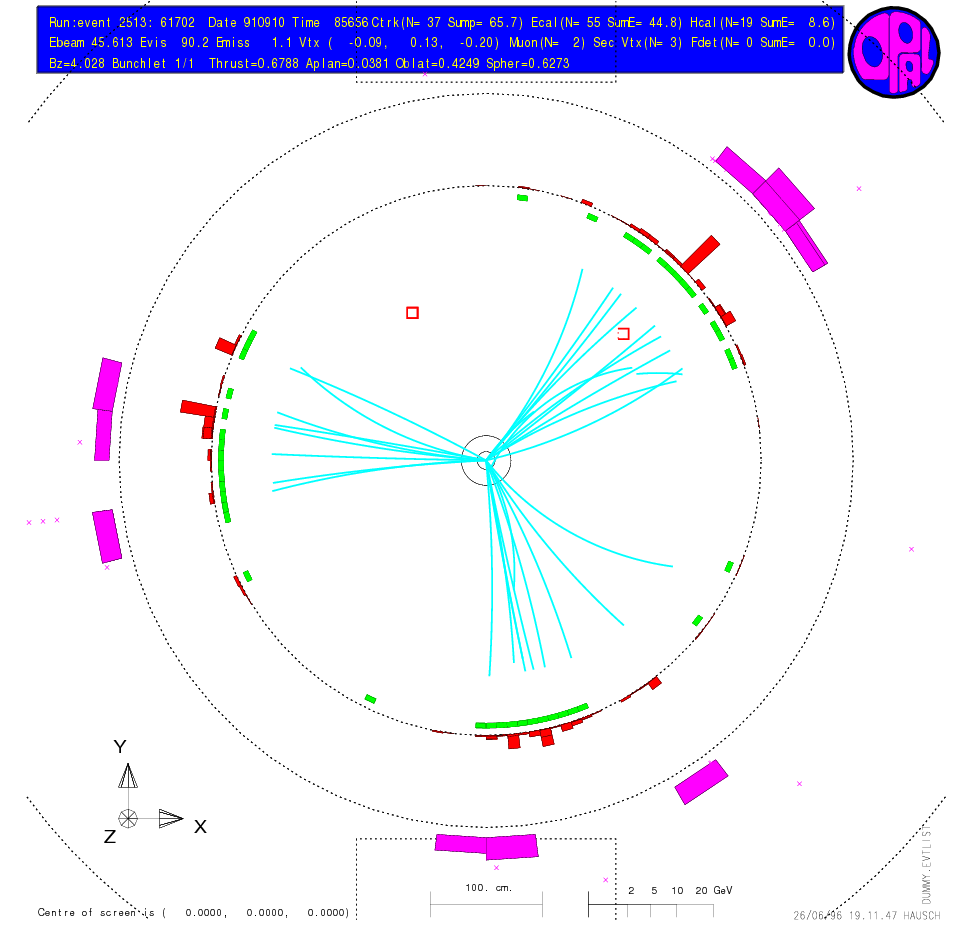 Run:event 2513: 61702 Date 910910 Time 85656 Ctrk(N= 37 Sump= 65.7) Ecal(N= 55 SumE= 44.8) Hcal(N=19 SumE= 8.6)
Ebeam 45.613 Evis 90.2 Emiss 1.1 Vtx ( -0.09, 0.13, -0.20) Muon(N= 2) Sec Vtx(N= 3) Fdet(N= 0 SumE= 0.0)
Bz=4.028 Bunchlet 1/1 Thrust=0.6788 Aplan=0.0381 Oblat=0.4249 Spher=0.6273
OPAL
Y
Z X
100. cm.
2 5 10 20 GeV
Centre of screen is ( 0.0000, 0.0000, 0.0000)
DUMMY.EVTLIST
26/06/96 19.11.47 HAUSCH